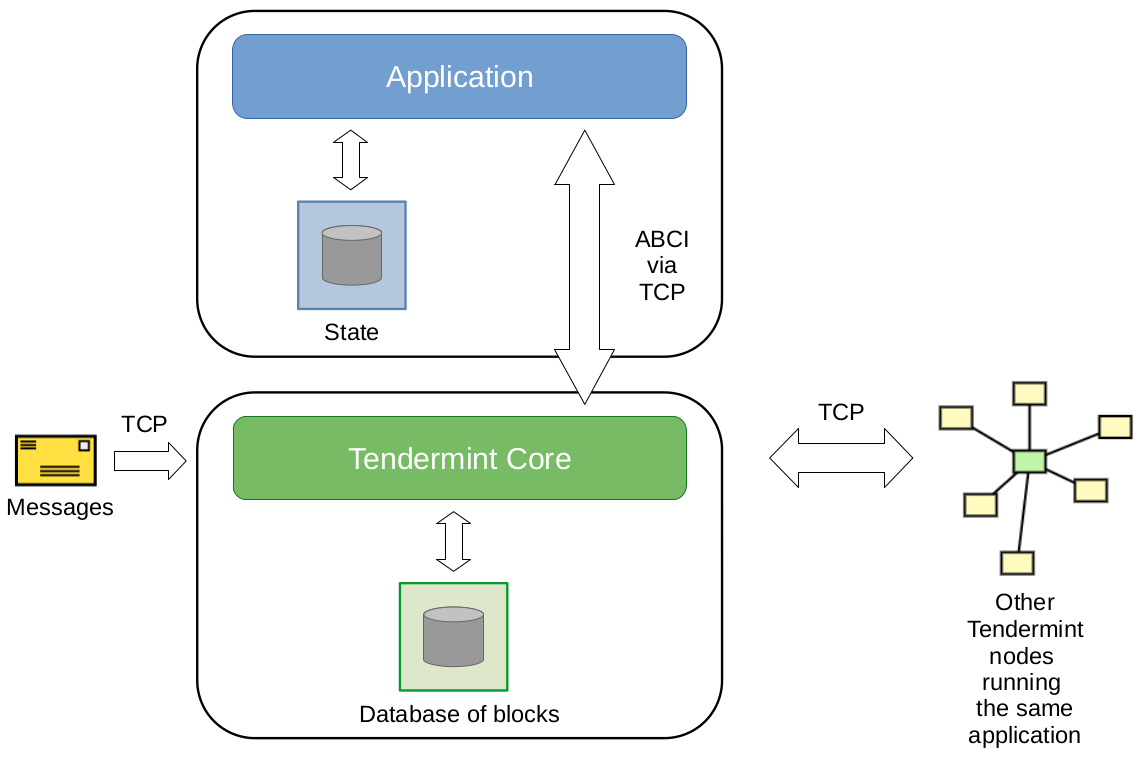 Application
ABCI
via
TCP
State
TCP
Messages
Tendermint Core
Database of blocks
TCP
Other
Tendermint
nodes
running
the same
application